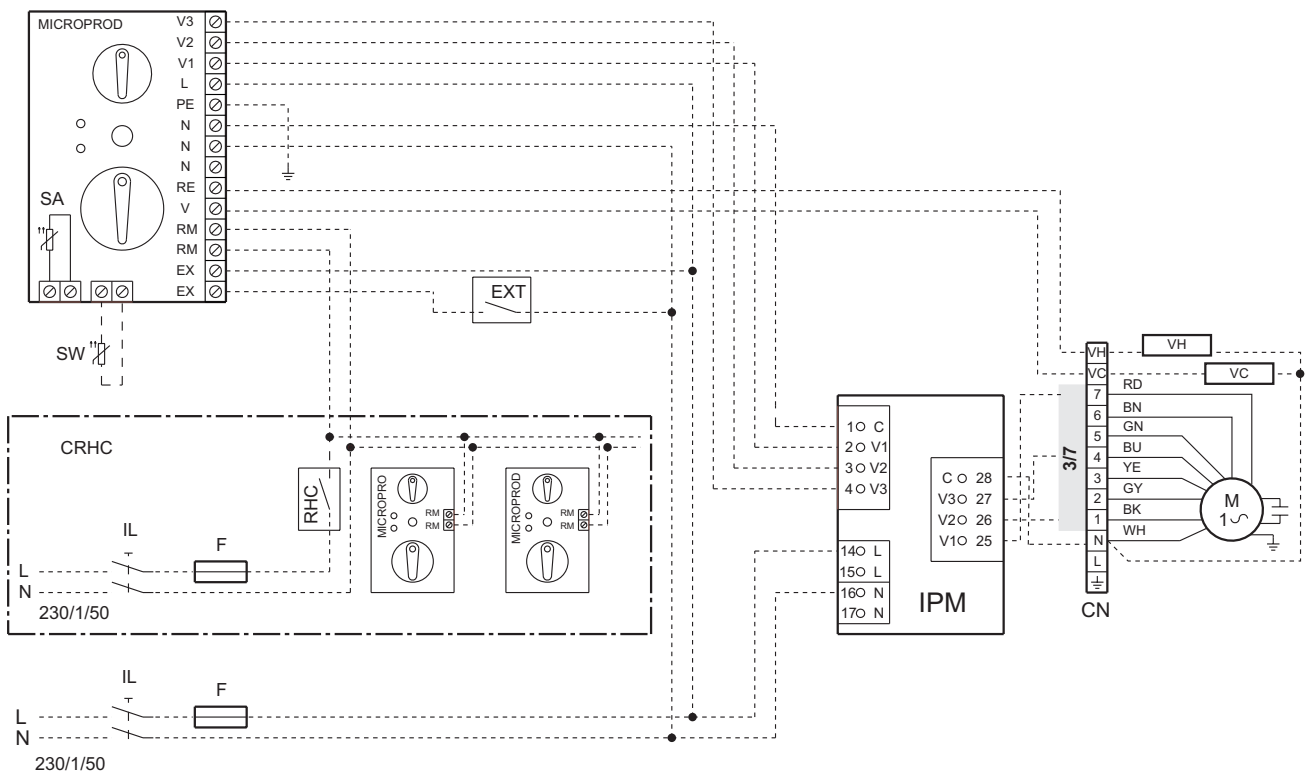 MICROPROD
V3
V2
V1
L
PE
N
N
N
RE
V
RM
RM
EX
EX
SA
SW
EXT
CRHC
RHC
MICROPRO
RM
RM
MICROPROD
RM
RM
IL
F
L
N
230/1/50
IL
F
L
N
230/1/50
1 C
2 V1
3 V2
4 V3
14 L
15 L
16 N
17 N
C 28
V3 27
V2 26
V1 25
IPM
3/7
VH
VC
7
6
5
4
3
2
1
N
L
CN
VH
VC
RD
BN
GN
BU
YE
GY
BK
WH
M
1